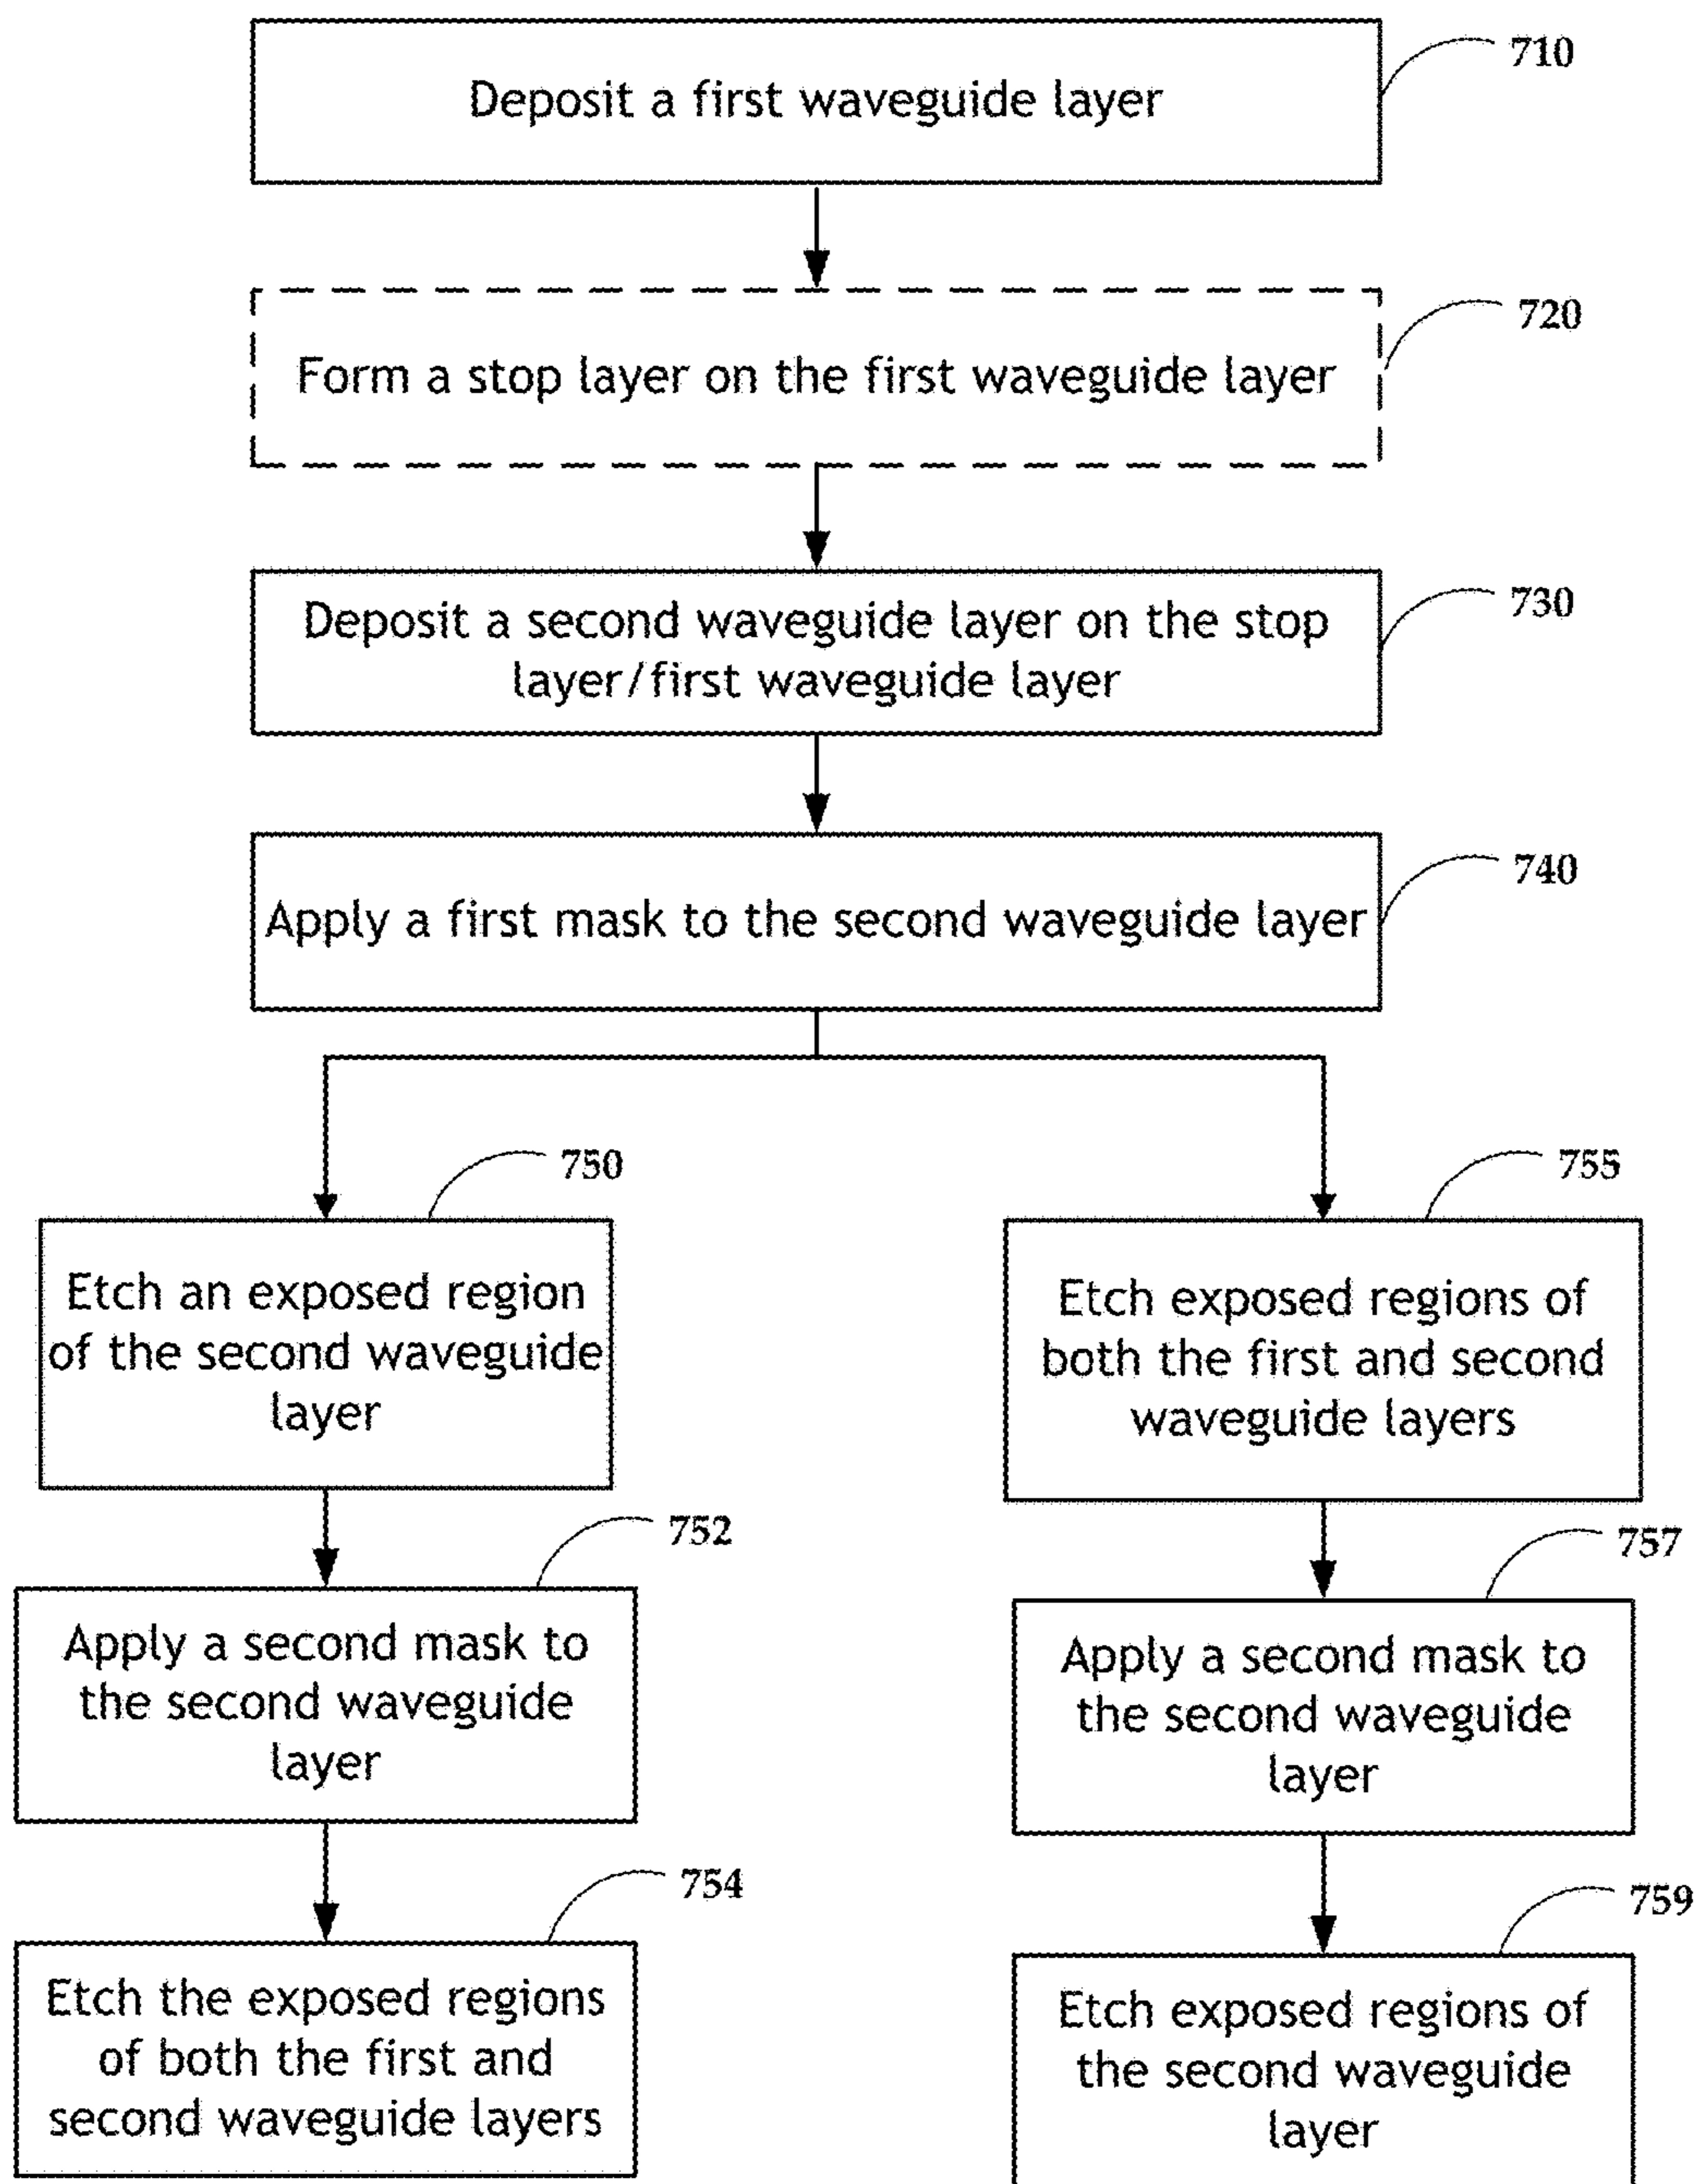 Deposit a first waveguide layer
710
Form a stop layer on the first waveguide layer
720
Deposit a second waveguide layer on the stop
layer/first waveguide layer
730
Apply a first mask to the second waveguide layer
740
750
Etch an exposed region
of the second waveguide
layer
752
Apply a second mask to
the second waveguide
layer
754
Etch the exposed regions
of both the first and
second waveguide layers
755
Etch exposed regions of
both the first and second
waveguide layers
757
Apply a second mask to
the second waveguide
layer
759
Etch exposed regions of
the second waveguide
layer